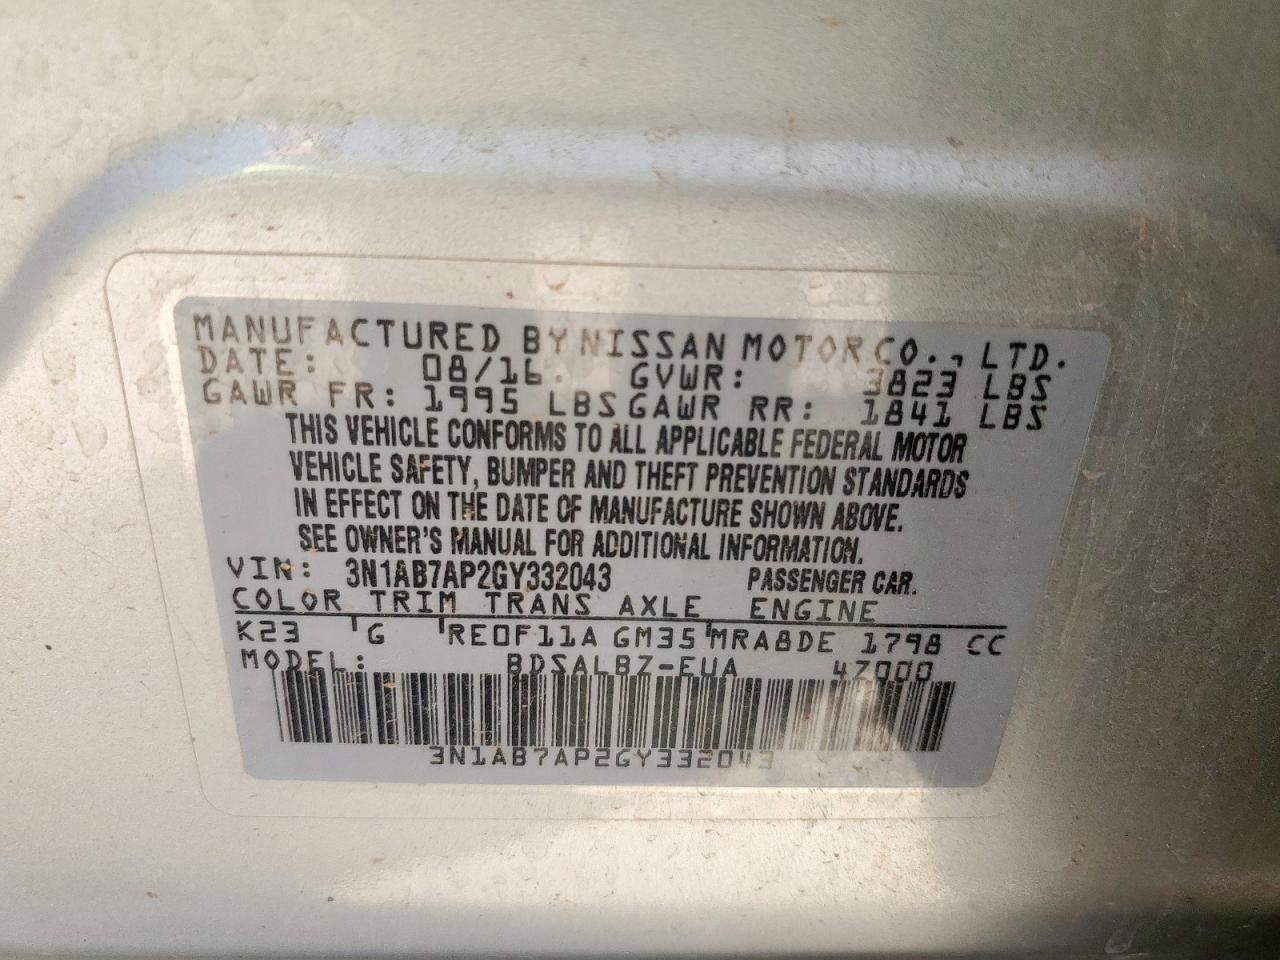 MANUFACTURED BY NISSAN MOTOR CO., LTD.
DATE: 08/16 GVWR: 3823 LBS
GAWR FR: 1995 LBS GAWR RR: 1841 LBS
THIS VEHICLE CONFORMS TO ALL APPLICABLE FEDERAL MOTOR
VEHICLE SAFETY, BUMPER AND THEFT PREVENTION STANDARDS
IN EFFECT ON THE DATE OF MANUFACTURE SHOWN ABOVE.
SEE OWNER'S MANUAL FOR ADDITIONAL INFORMATION.
VIN: 3N1AB7AP2GY332043 PASSENGER CAR.
COLOR TRIM TRANS AXLE ENGINE
K23 G RE0F11A GM35 MRA8DE 1798 CC
MODEL: BDSALBZ-EUA 4Z000
3N1AB7AP2GY332043